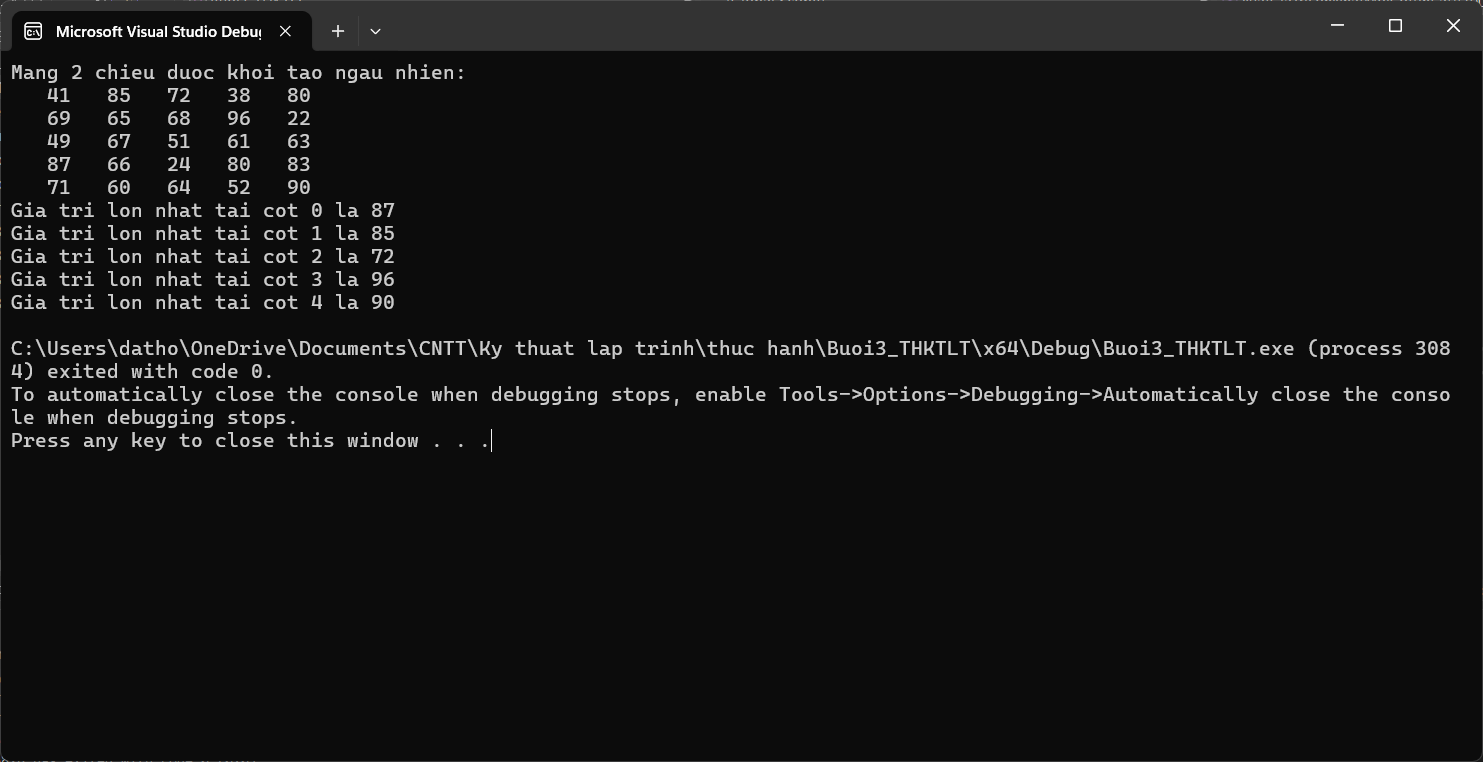 Microsoft Visual Studio Debug
Mang 2 chieu duoc khoi tao ngau nhien:
41 85 72 38 80
69 65 68 96 22
49 67 51 61 63
87 66 24 80 83
71 60 64 52 90
Gia tri lon nhat tai cot 0 la 87
Gia tri lon nhat tai cot 1 la 85
Gia tri lon nhat tai cot 2 la 72
Gia tri lon nhat tai cot 3 la 96
Gia tri lon nhat tai cot 4 la 90
C:\Users\datho\OneDrive\Documents\CNTT\Ky thuat lap trinh\thuc hanh\Buoi3_THKTLT\x64\Debug\Buoi3_THKTLT.exe (process 308
4) exited with code 0.
To automatically close the console when debugging stops, enable Tools->Options->Debugging->Automatically close the conso
le when debugging stops.
Press any key to close this window . . .